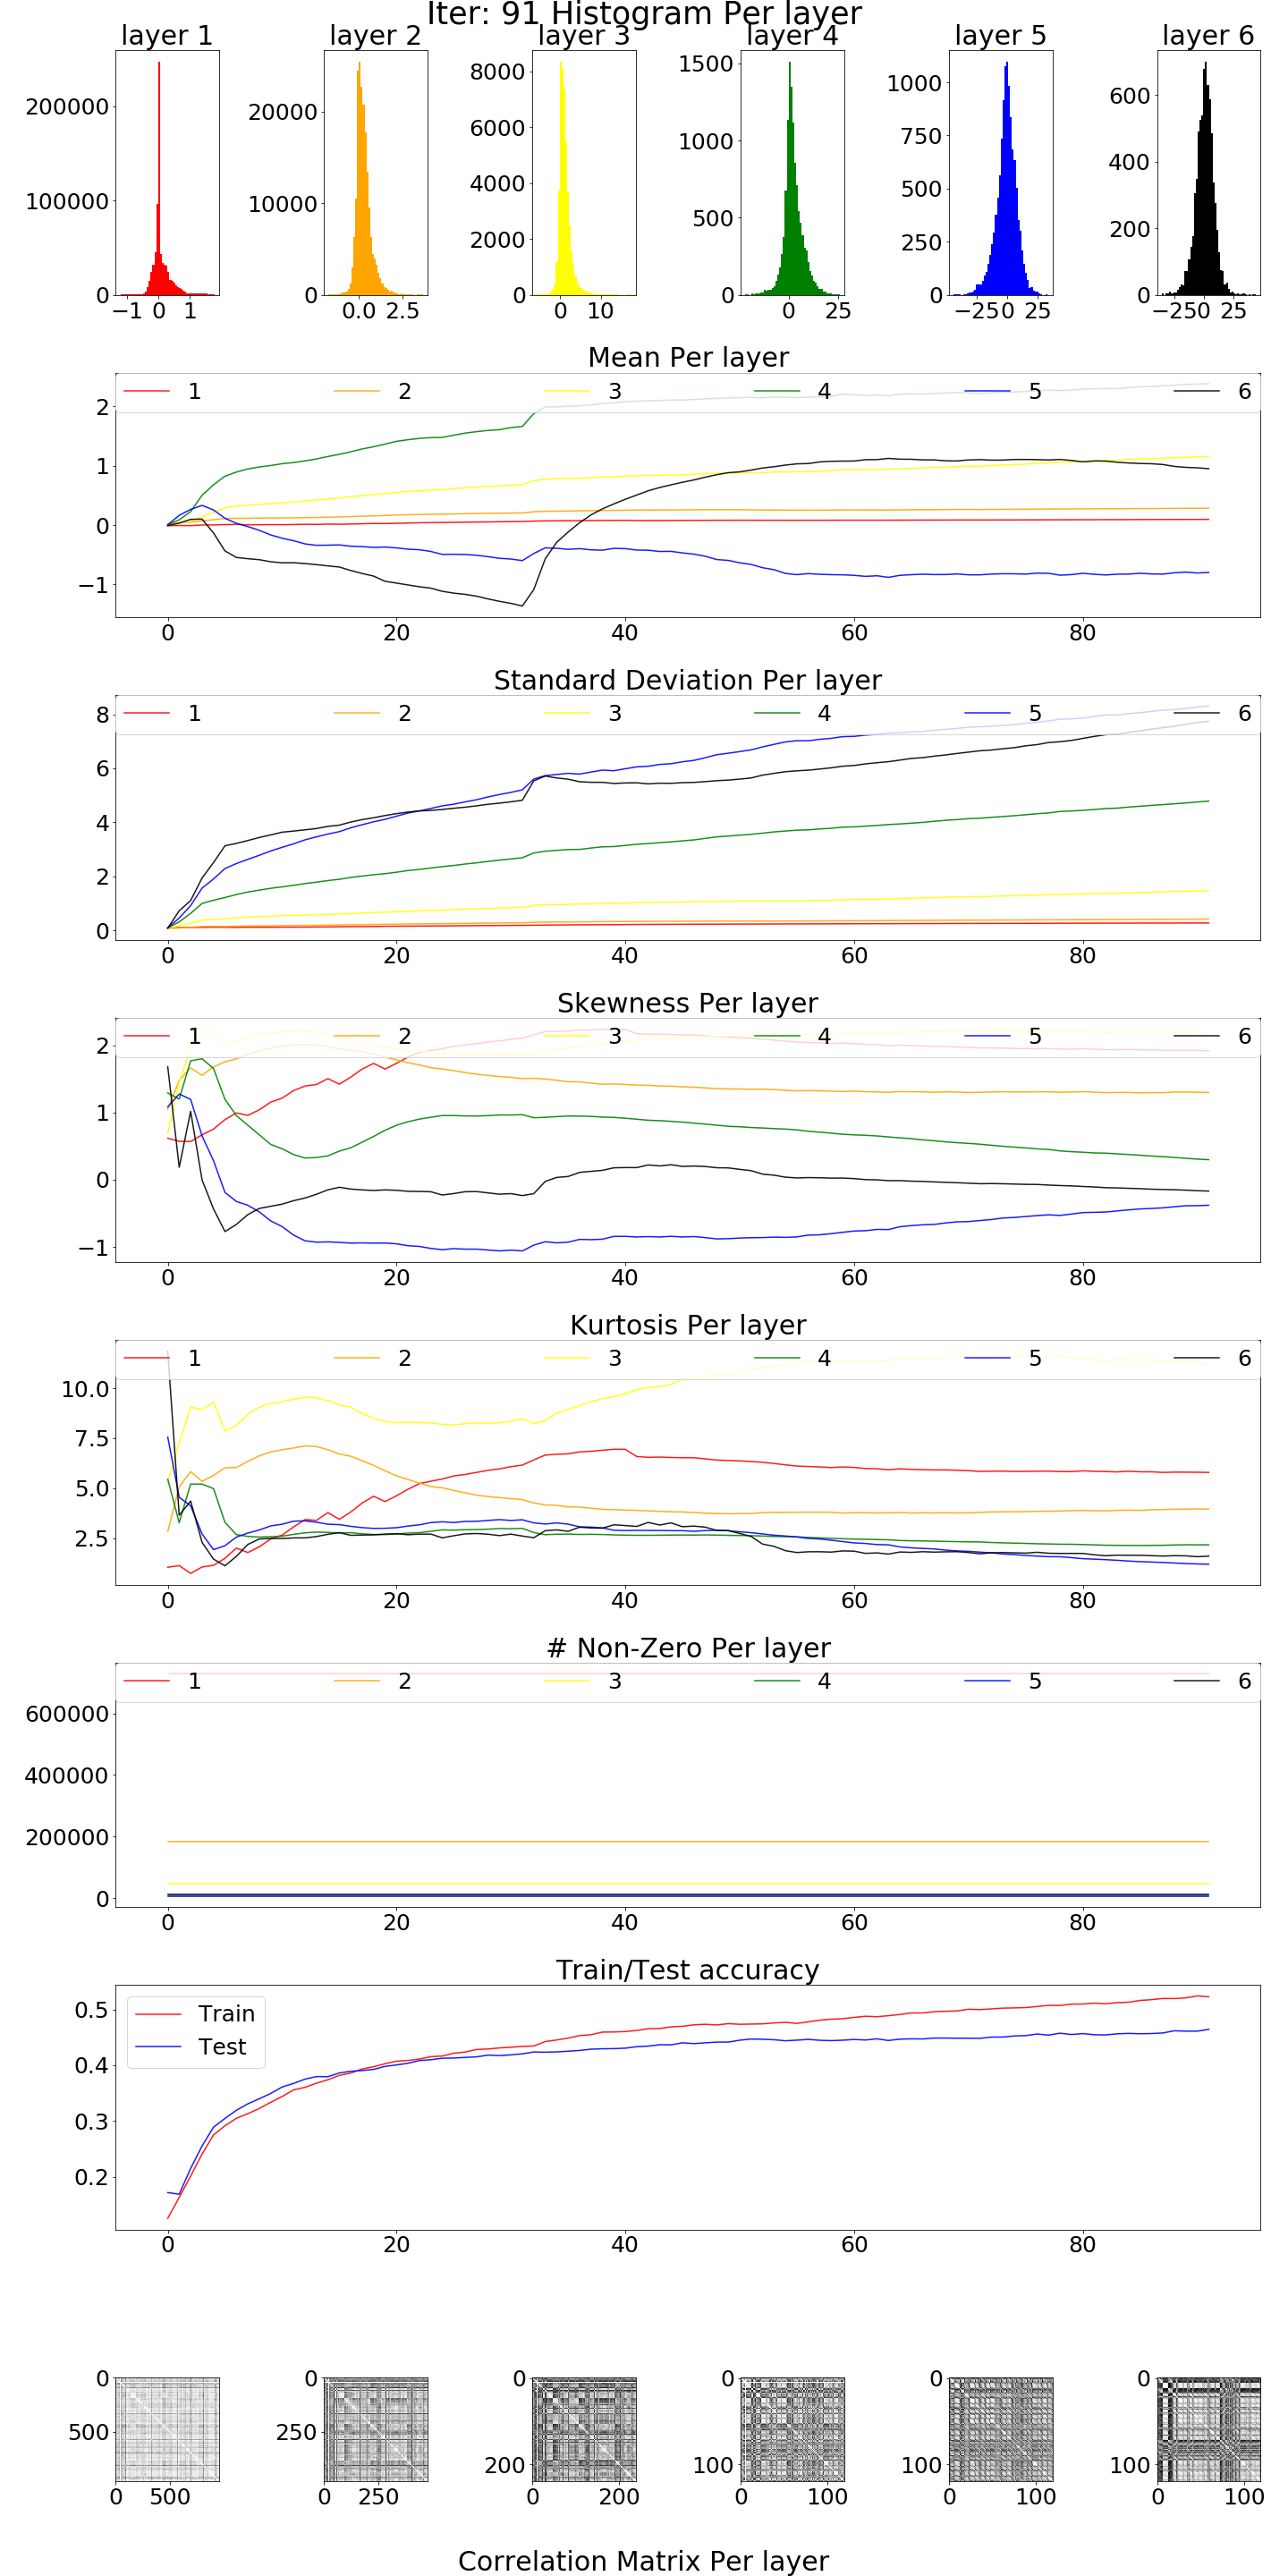 Iter: 91 Histogram Per layer
layer 1 layer 2 layer 3 layer 4 layer 5 layer 6
200000 100000 0
20000 10000 0
8000 6000 4000 2000 0
1500 1000 500 0
1000 750 500 250 0
600 400 200 0
−1 0 1 0.0 2.5 0 10 0 25 −25 0 25 −25 0 25
Mean Per layer
1 2 3 4 5 6
2
1
0
−1
0 20 40 60 80
Standard Deviation Per layer
1 2 3 4 5 6
8
6
4
2
0
0 20 40 60 80
Skewness Per layer
1 2 3 4 5 6
2
1
0
−1
0 20 40 60 80
Kurtosis Per layer
1 2 3 4 5 6
10.0
7.5
5.0
2.5
0 20 40 60 80
# Non-Zero Per layer
1 2 3 4 5 6
600000
400000
200000
0
0 20 40 60 80
Train/Test accuracy
Train
Test
0.5
0.4
0.3
0.2
0 20 40 60 80
0 0 0 0 0 0
500 250 200 100 100 100
0 500 0 250 0 200 0 100 0 100 0 100
Correlation Matrix Per layer